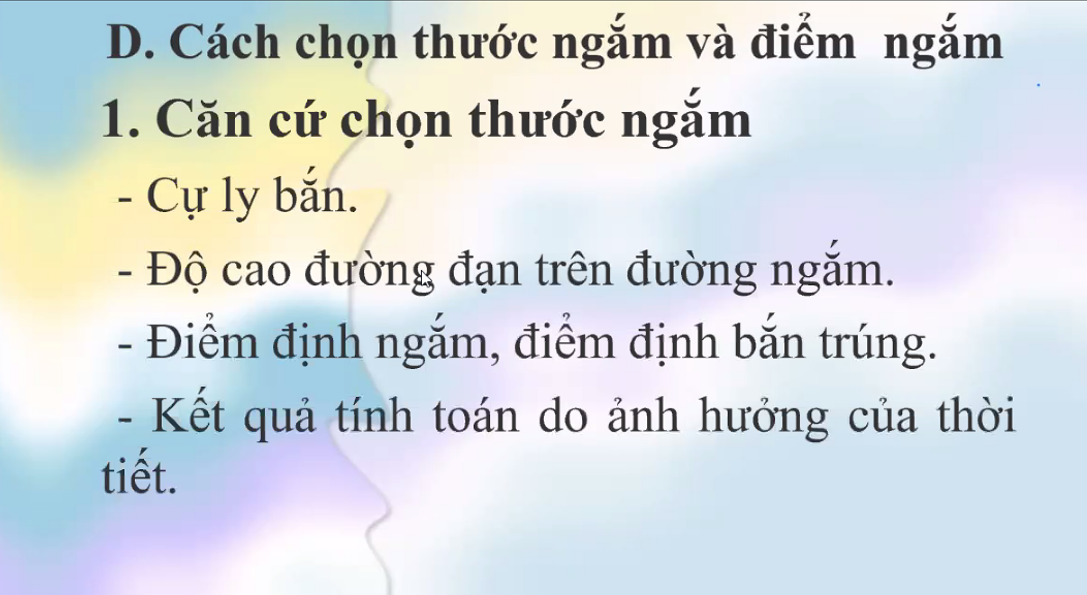 D. Cách chọn thước ngắm và điểm ngắm
1. Căn cứ chọn thước ngắm
- Cự ly bắn.
- Độ cao đường đạn trên đường ngắm.
- Điểm định ngắm, điểm định bắn trúng.
- Kết quả tính toán do ảnh hưởng của thời
tiết.